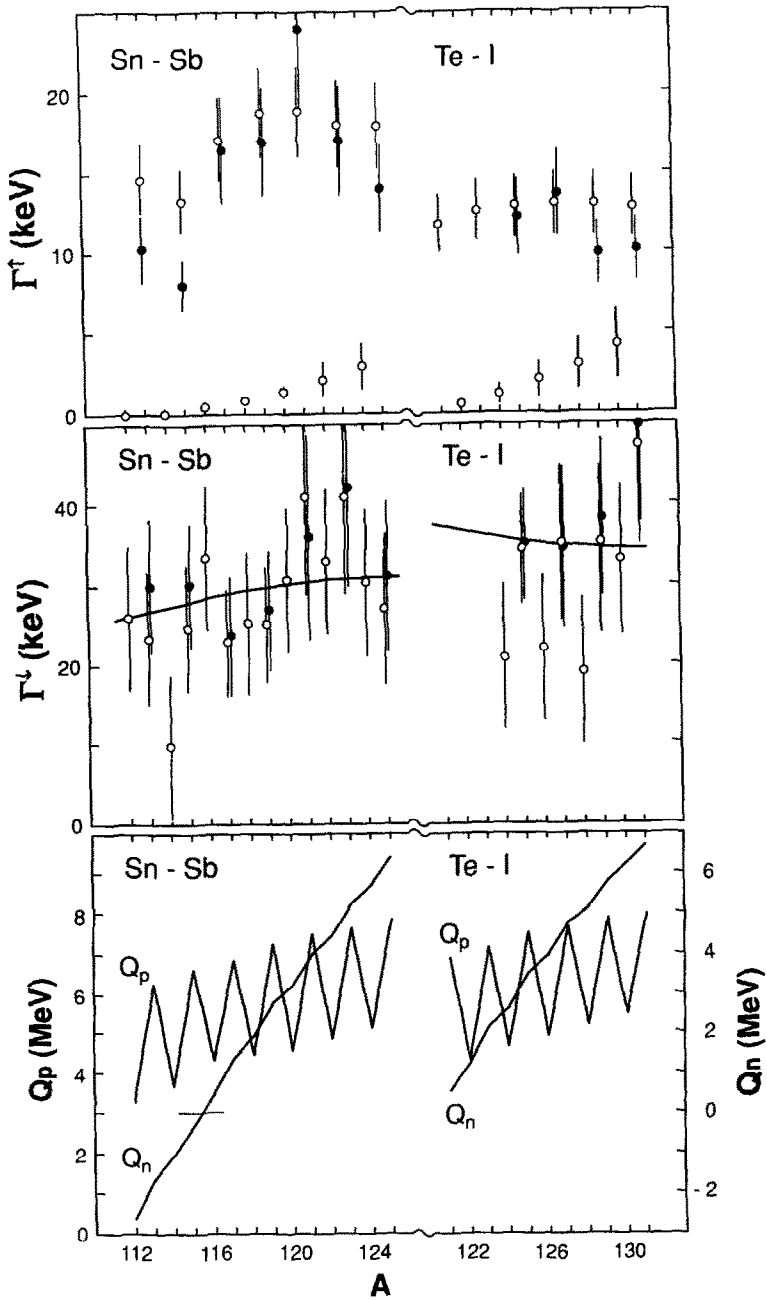 Sn - Sb
Te - I
20
10
0
Γ↑ (keV)
Sn - Sb
Te - I
40
20
0
Γ↓ (keV)
Sn - Sb
Te - I
8
6
4
2
0
Qp (MeV)
Qp
Qn
Qp
Qn
6
4
2
0
- 2
Qn (MeV)
112
116
120
124
122
126
130
A